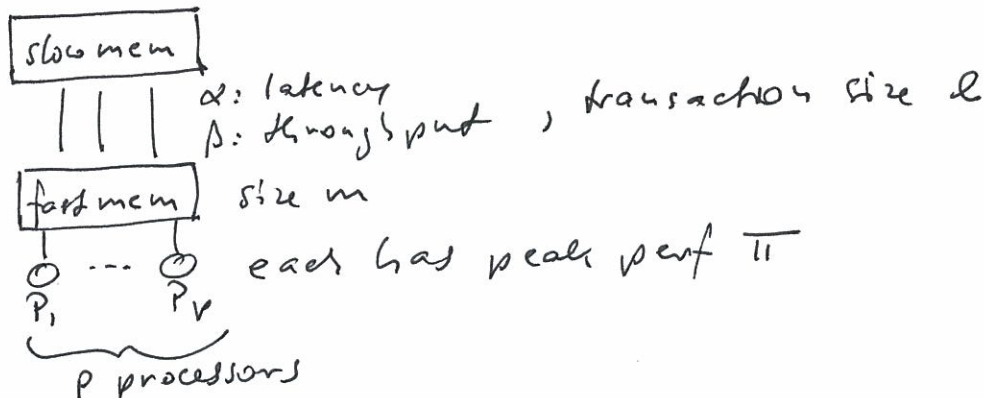 slow mem
α: latency
β: throughput, transaction size l
fast mem size m
... each has peak perf π
P₁ Pₚ
p processors